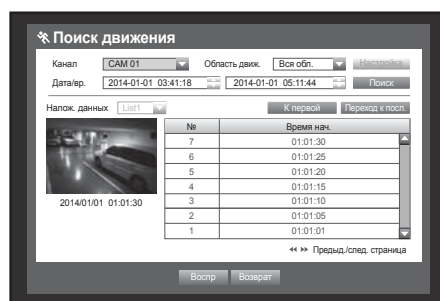 Поиск движения
Канал CAM 01 Область движ. Вся обл. Настройка
Дата/вр. 2014-01-01 03:41:18 2014-01-01 05:11:44 Поиск
Налож. данных List1 К первой Переход к посл.
№ Время нач.
7 01:01:30
6 01:01:25
5 01:01:20
4 01:01:15
3 01:01:10
2 01:01:05
1 01:01:01
2014/01/01 01:01:30
Предыд./след. страница
Воспр Возврат